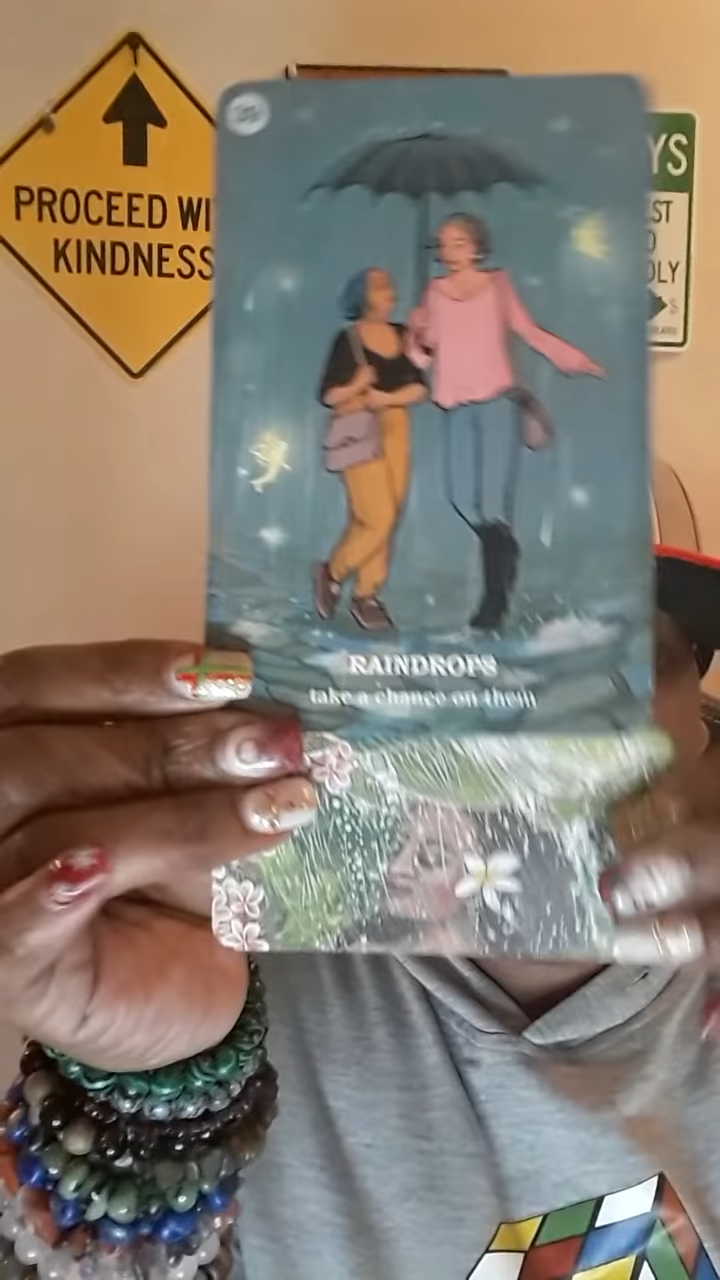 PROCEED WI
KINDNESS
YS
ST
OLY
RAINDROPS
take a chance on them